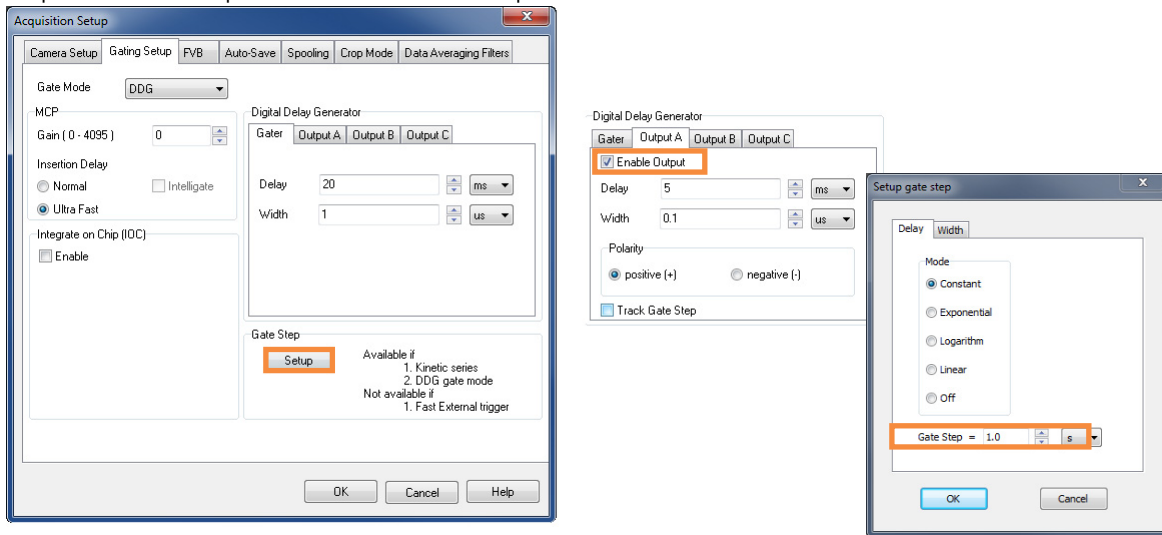 Acquisition Setup
X
Camera Setup Gating Setup FVB Auto-Save Spooling Crop Mode Data Averaging Filters
Gate Mode DDG
MCP
Gain ( 0 - 4095 ) 0
Insertion Delay
Normal Intelligate
Ultra Fast
Integrate on Chip (IOC)
Enable
Digital Delay Generator
Gater Output A Output B Output C
Delay 20 ms
Width 1 us
Gate Step
Setup
Available if
1. Kinetic series
2. DDG gate mode
Not available if
1. Fast External trigger
OK Cancel Help
Digital Delay Generator
Gater Output A Output B Output C
Enable Output
Delay 5 ms
Width 0.1 us
Polarity
positive (+) negative (-)
Track Gate Step
Setup gate step
X
Delay Width
Mode
Constant
Exponential
Logarithm
Linear
Off
Gate Step = 1.0 s
OK Cancel